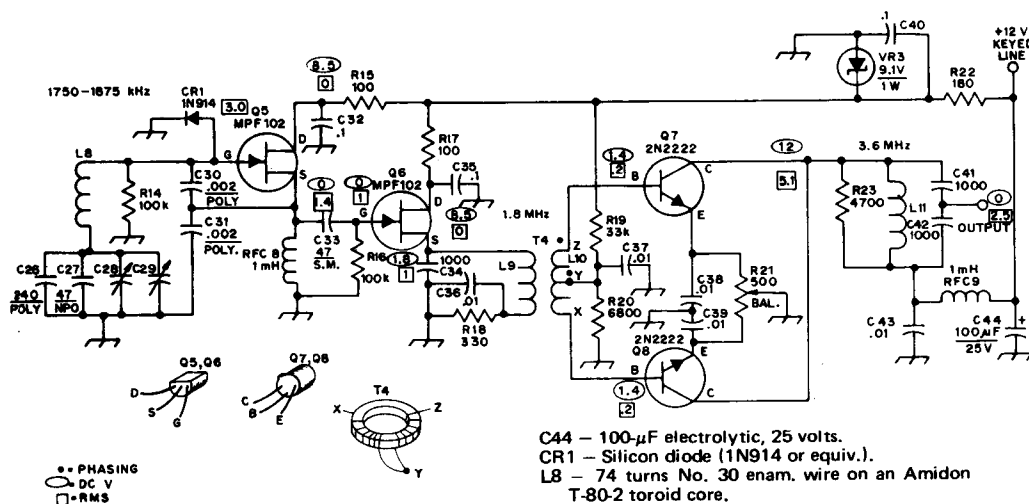 1750-1875 kHz
CR1
1N914
3.0
Q5
MPF102
8.5
0
R15
100
C32
.1
D
G
S
L8
R14
100k
C30
.002
POLY
C31
.002
POLY.
C26
240
POLY
C27
47
NPO
C28
C29
RFC 8
1mH
0
1.4
C33
47
S.M.
R16
100k
0
1
Q6
MPF102
G
D
S
R17
100
C35
.1
8.5
0
1.8
1
C34
1000
C36
.01
R18
330
1.8 MHz
L9
T4
L10
Z
Y
X
R19
33k
R20
6800
C37
.01
1.4
.2
Q7
2N2222
B
C
E
C38
.01
C39
.01
R21
500
BAL.
2N2222
Q8
B
E
C
1.4
.2
12
5.1
3.6 MHz
R23
4700
L11
C41
1000
C42
1000
0
2.5
OUTPUT
1mH
RFC9
C43
.01
C44
100µF
25V
+
.1
C40
VR3
9.1V
1W
R22
180
+12 V
KEYED
LINE
Q5,Q6
D
S
G
Q7,Q8
C
B
E
T4
X
Z
Y
• • PHASING
• DC V
• RMS
C44 — 100-µF electrolytic, 25 volts.
CR1 — Silicon diode (1N914 or equiv.).
L8 — 74 turns No. 30 enam. wire on an Amidon
T-80-2 toroid core.